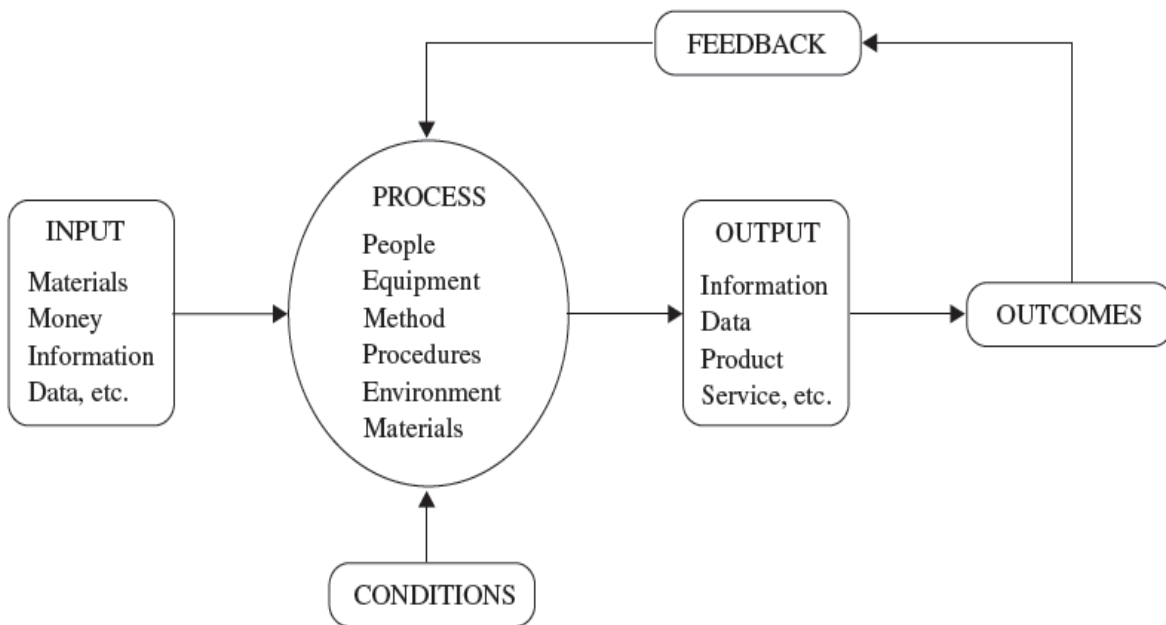 FEEDBACK
INPUT
Materials
Money
Information
Data, etc.
PROCESS
People
Equipment
Method
Procedures
Environment
Materials
OUTPUT
Information
Data
Product
Service, etc.
OUTCOMES
CONDITIONS